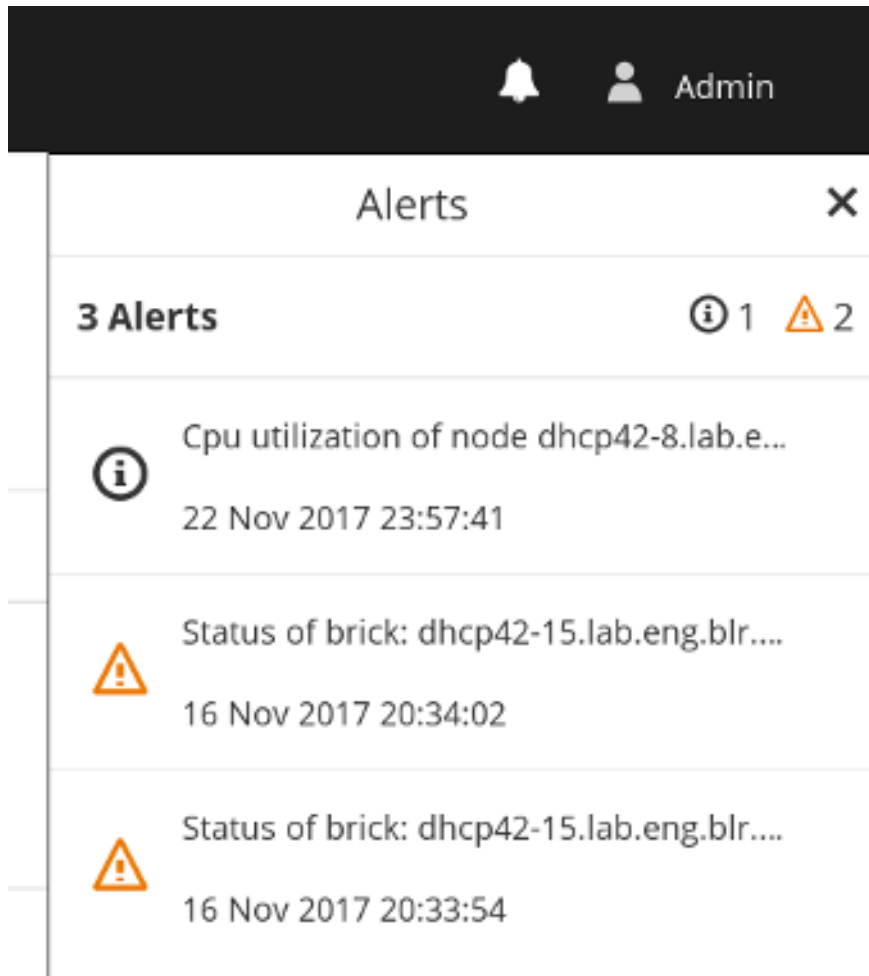 Admin
Alerts
3 Alerts 1 2
Cpu utilization of node dhcp42-8.lab.e...
22 Nov 2017 23:57:41
Status of brick: dhcp42-15.lab.eng.blr....
16 Nov 2017 20:34:02
Status of brick: dhcp42-15.lab.eng.blr....
16 Nov 2017 20:33:54